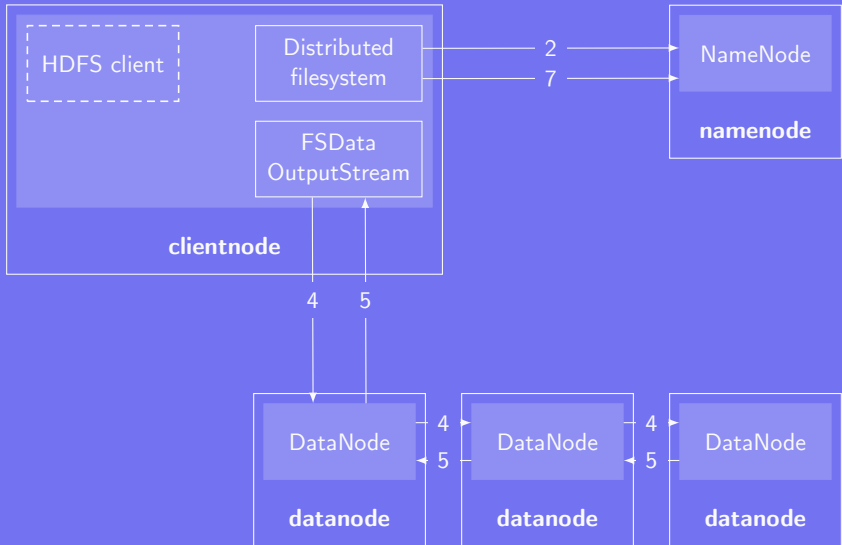 HDFS client
Distributed
filesystem
2
7
NameNode
namenode
FSData
OutputStream
clientnode
4
5
DataNode
4
5
DataNode
4
5
DataNode
datanode
datanode
datanode